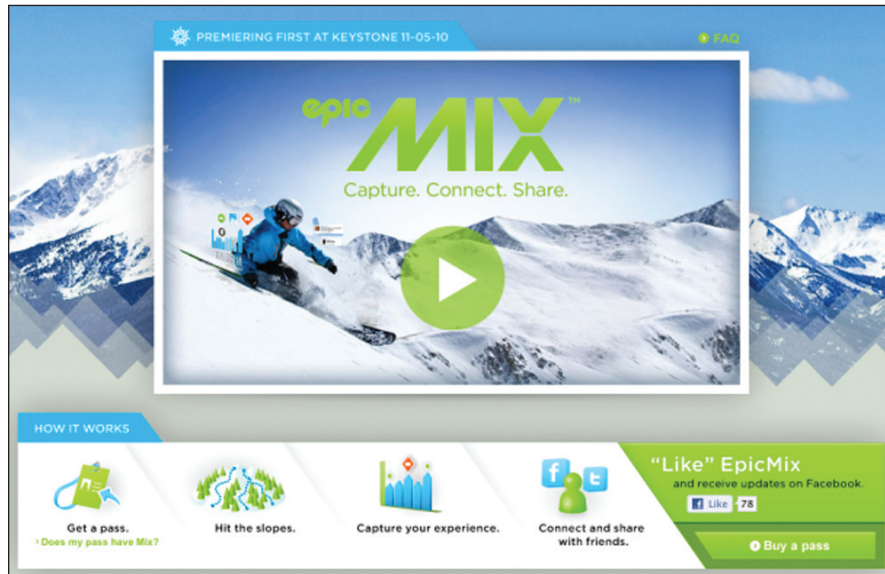 PREMIERING FIRST AT KEYSTONE 11-05-10
FAQ
epic MIX™
Capture. Connect. Share.
HOW IT WORKS
Get a pass.
Does my pass have Mix?
Hit the slopes.
Capture your experience.
Connect and share
with friends.
"Like" EpicMix
and receive updates on Facebook.
Like 78
Buy a pass